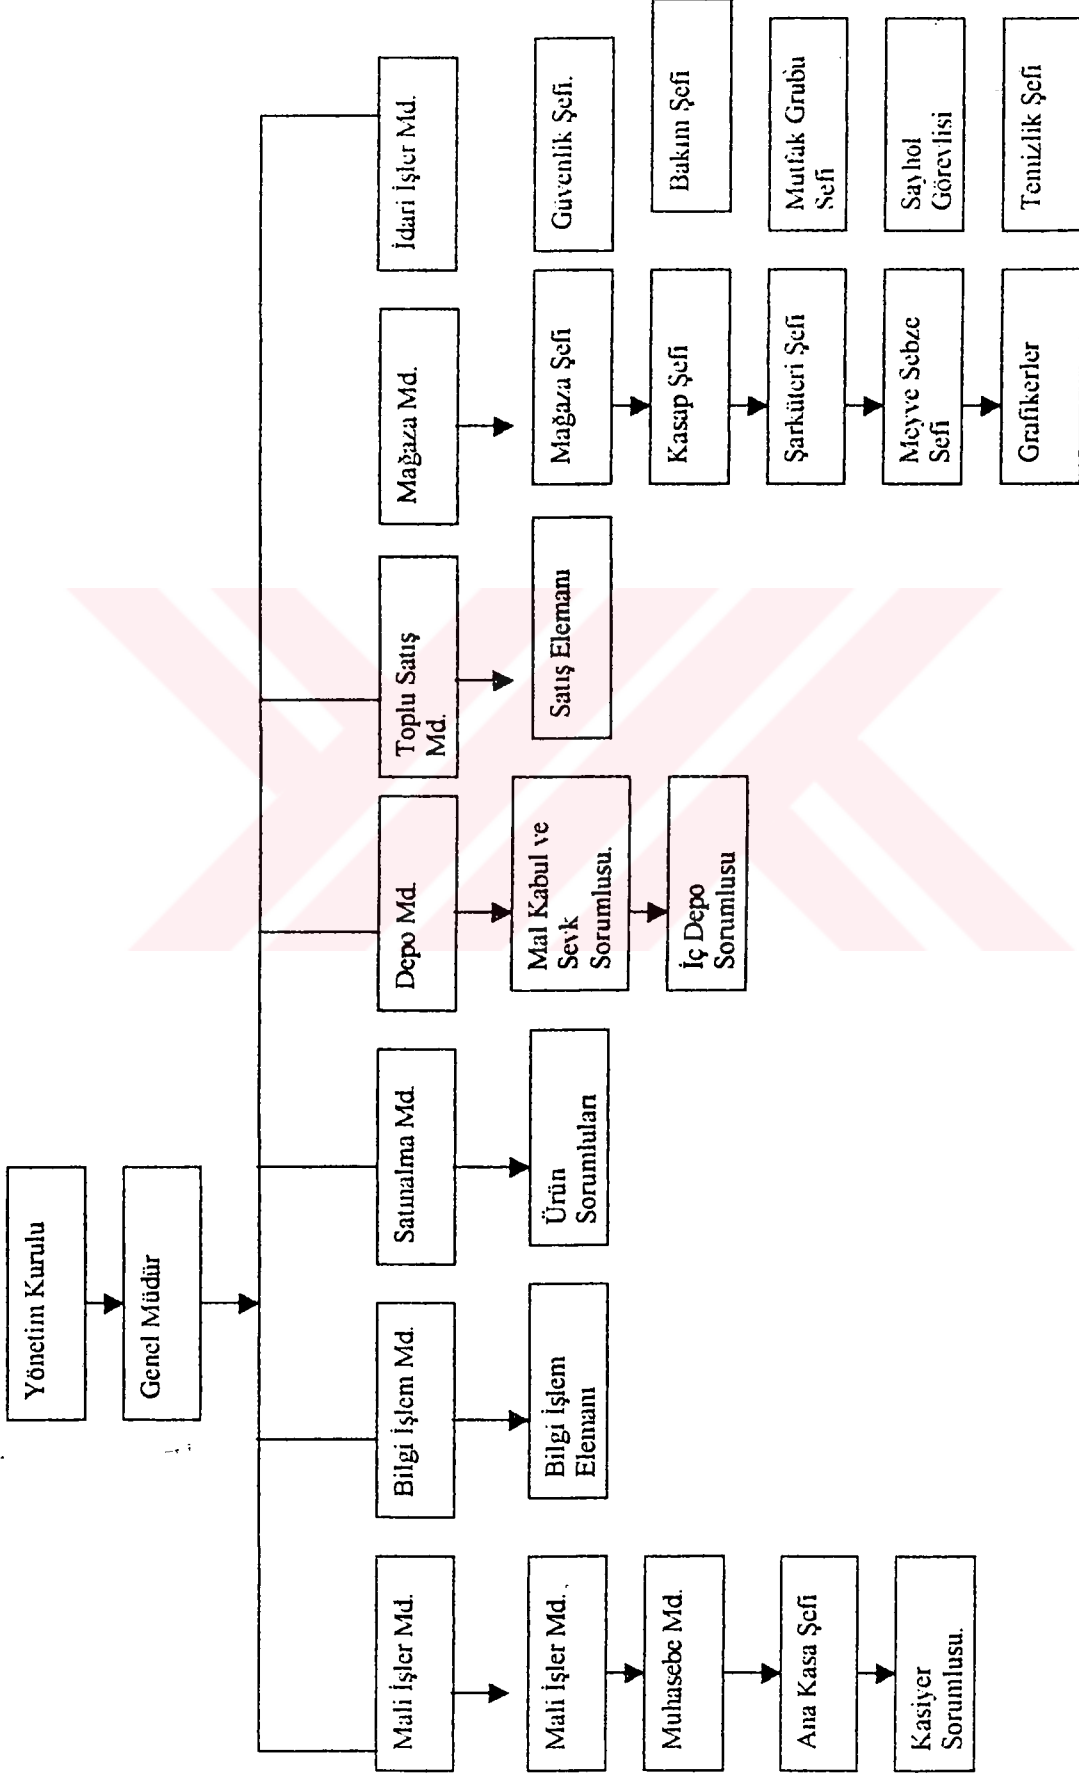 Yönetim Kurulu
Genel Müdür
Mali İşler Md.
Bilgi İşlem Md.
Satınalma Md.
Depo Md.
Toplu Satış
Md.
Mağaza Md.
İdari İşler Md.
Mali İşler Md.
Muhasebe Md.
Ana Kasa Şefi
Kasiyer
Sorumlusu.
Bilgi İşlem
Elemanı
Ürün
Sorumluları
Mal Kabul ve
Sevk
Sorumlusu.
İç Depo
Sorumlusu
Satış Elemanı
Mağaza Şefi
Kasap Şefi
Şarküteri Şefi
Meyve Sebze
Şefi
Grafikerler
Güvenlik Şefi.
Bakım Şefi
Mutfak Grubu
Şefi
Sayhol
Görevlisi
Temizlik Şefi